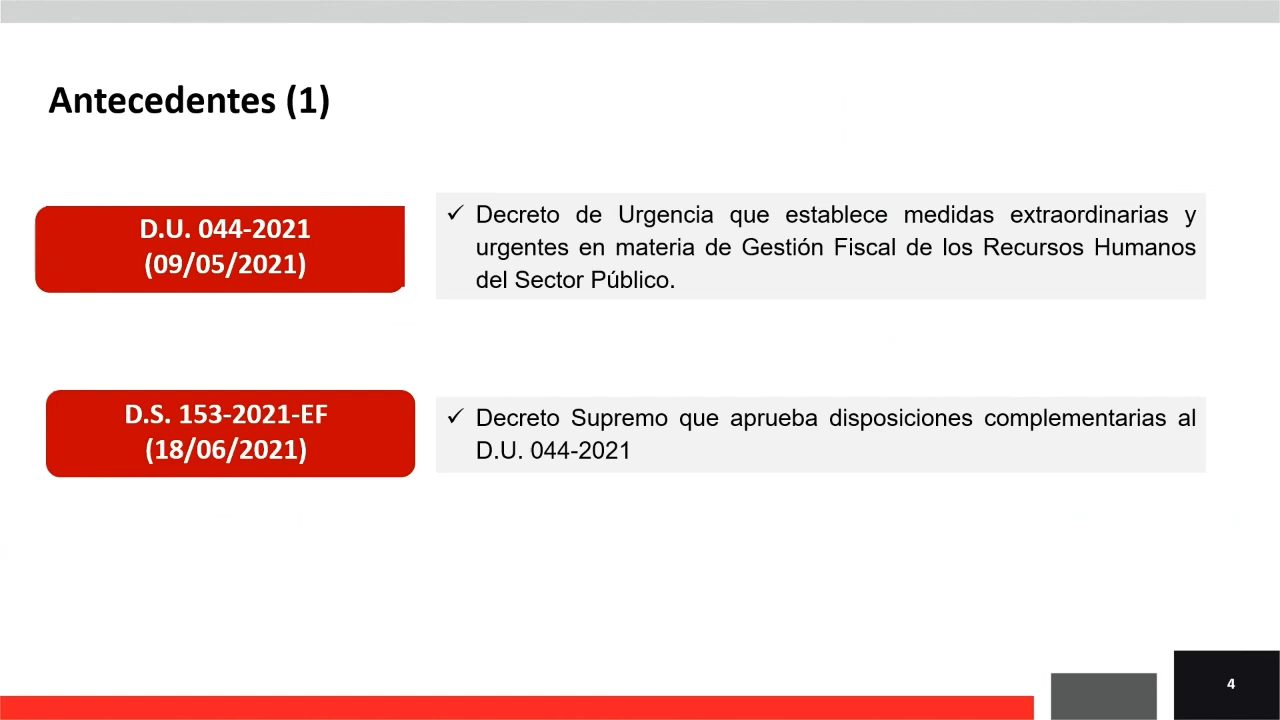 Antecedentes (1)
D.U. 044-2021
(09/05/2021)
✓ Decreto de Urgencia que establece medidas extraordinarias y
urgentes en materia de Gestión Fiscal de los Recursos Humanos
del Sector Público.
D.S. 153-2021-EF
(18/06/2021)
✓ Decreto Supremo que aprueba disposiciones complementarias al
D.U. 044-2021
4